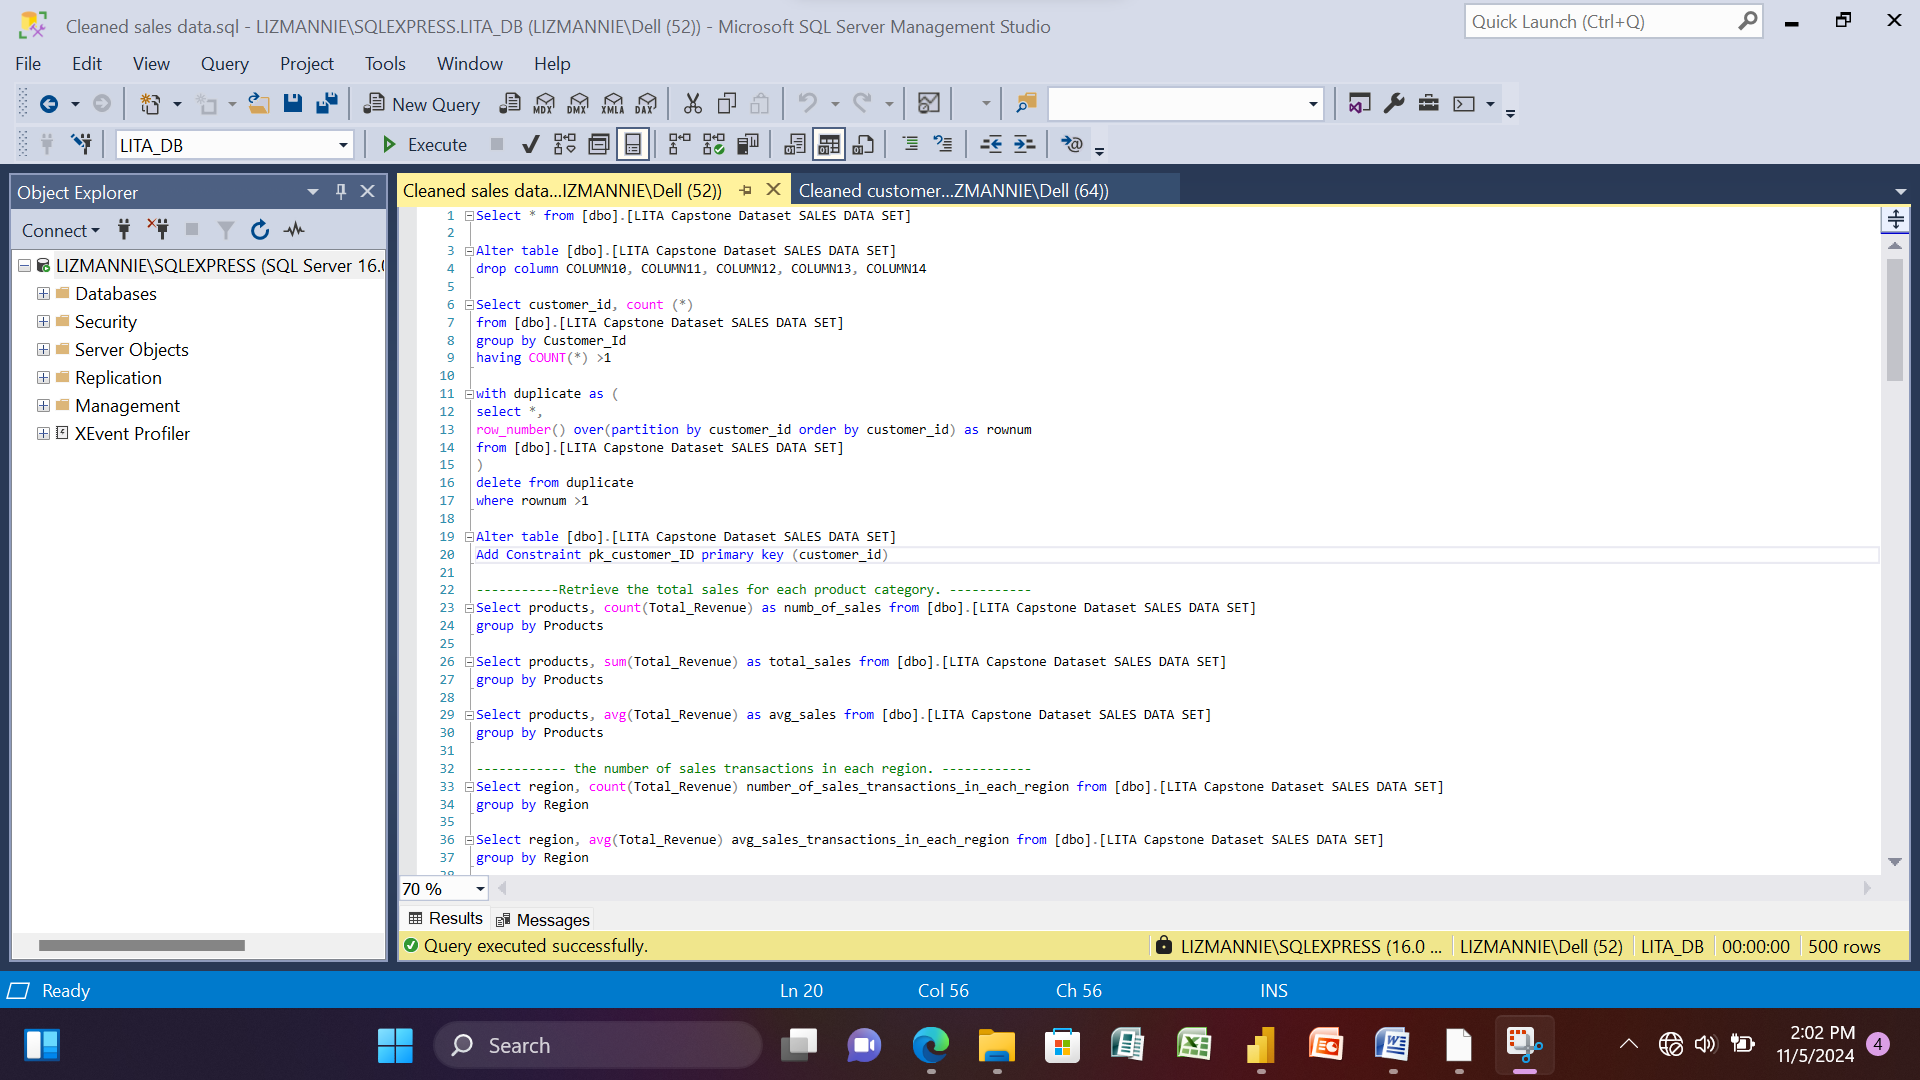 Cleaned sales data.sql - LIZMANNIE\SQLEXPRESS.LITA_DB (LIZMANNIE\Dell (52)) - Microsoft SQL Server Management Studio
Quick Launch (Ctrl+Q)
File Edit View Query Project Tools Window Help
New Query MDX DMX XMLA DAX
LITA_DB Execute
Object Explorer
Connect
LIZMANNIE\SQLEXPRESS (SQL Server 16.0
Databases
Security
Server Objects
Replication
Management
XEvent Profiler
Cleaned sales data...IZMANNIE\Dell (52)) Cleaned customer...ZMANNIE\Dell (64))
1 Select * from [dbo].[LITA Capstone Dataset SALES DATA SET]
2
3 Alter table [dbo].[LITA Capstone Dataset SALES DATA SET]
4 drop column COLUMN10, COLUMN11, COLUMN12, COLUMN13, COLUMN14
5
6 Select customer_id, count (*)
7 from [dbo].[LITA Capstone Dataset SALES DATA SET]
8 group by Customer_Id
9 having COUNT(*) >1
10
11 with duplicate as (
12 select *,
13 row_number() over(partition by customer_id order by customer_id) as rownum
14 from [dbo].[LITA Capstone Dataset SALES DATA SET]
15 )
16 delete from duplicate
17 where rownum >1
18
19 Alter table [dbo].[LITA Capstone Dataset SALES DATA SET]
20 Add Constraint pk_customer_ID primary key (customer_id)
21
22 -----------Retrieve the total sales for each product category. -----------
23 Select products, count(Total_Revenue) as numb_of_sales from [dbo].[LITA Capstone Dataset SALES DATA SET]
24 group by Products
25
26 Select products, sum(Total_Revenue) as total_sales from [dbo].[LITA Capstone Dataset SALES DATA SET]
27 group by Products
28
29 Select products, avg(Total_Revenue) as avg_sales from [dbo].[LITA Capstone Dataset SALES DATA SET]
30 group by Products
31
32 ------------ the number of sales transactions in each region. ------------
33 Select region, count(Total_Revenue) number_of_sales_transactions_in_each_region from [dbo].[LITA Capstone Dataset SALES DATA SET]
34 group by Region
35
36 Select region, avg(Total_Revenue) avg_sales_transactions_in_each_region from [dbo].[LITA Capstone Dataset SALES DATA SET]
37 group by Region
38
70 %
Results Messages
Query executed successfully. LIZMANNIE\SQLEXPRESS (16.0 ... LIZMANNIE\Dell (52) LITA_DB 00:00:00 500 rows
Ready Ln 20 Col 56 Ch 56 INS
Search
2:02 PM
11/5/2024
4